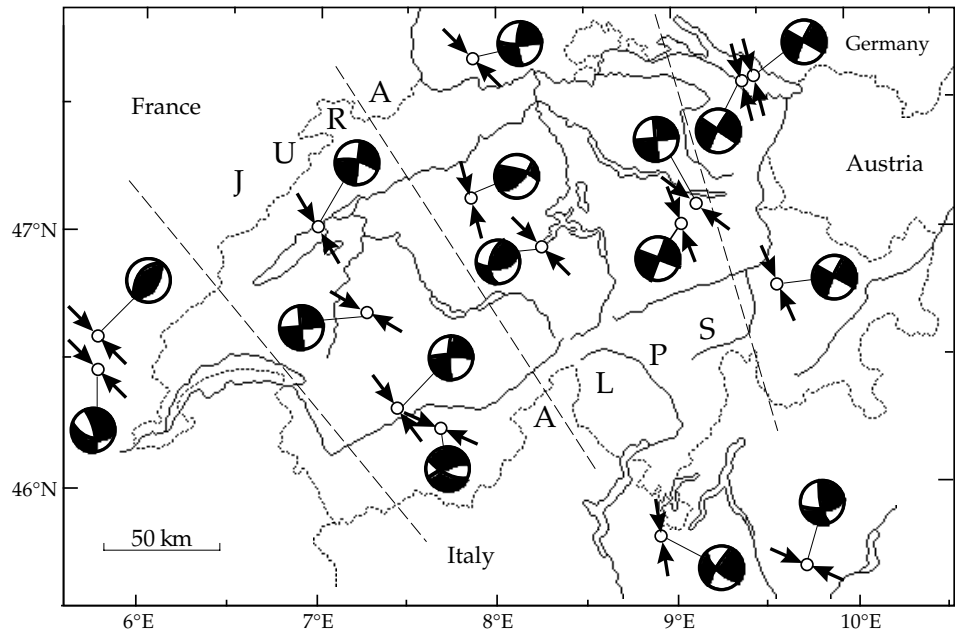 Germany
France
J U R A
Austria
47°N
A L P S
46°N
50 km
Italy
6°E 7°E 8°E 9°E 10°E